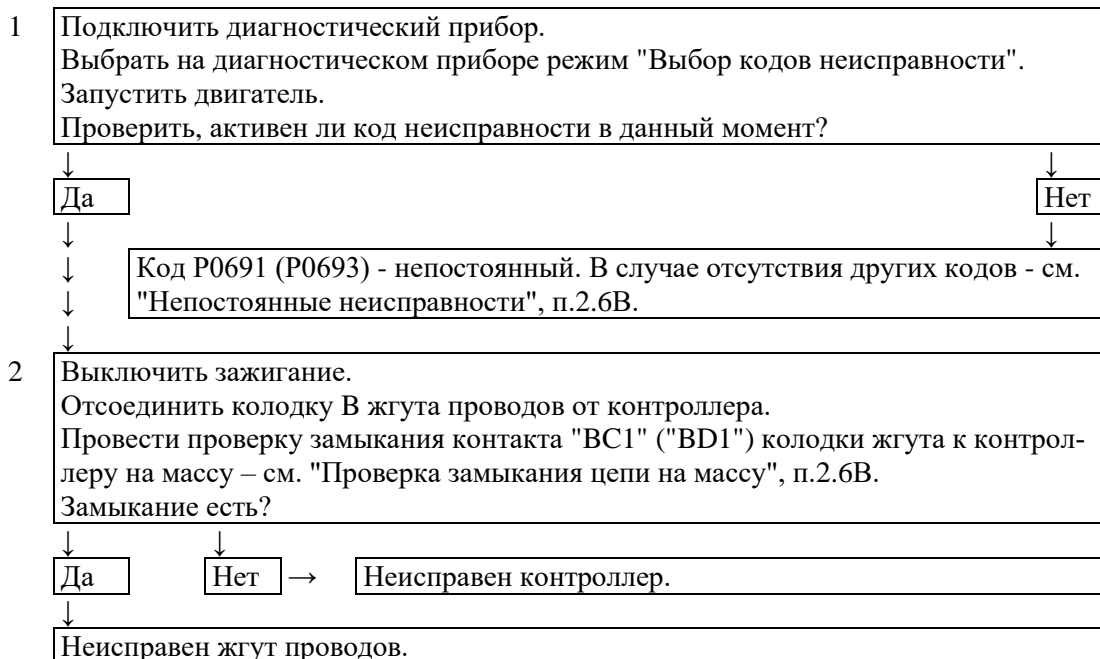 1 Подключить диагностический прибор.
Выбрать на диагностическом приборе режим "Выбор кодов неисправности".
Запустить двигатель.
Проверить, активен ли код неисправности в данный момент?
↓ ↓
Да Нет
↓ ↓
↓ Код Р0691 (Р0693) - непостоянный. В случае отсутствия других кодов - см.
↓ "Непостоянные неисправности", п.2.6В.
↓
2 Выключить зажигание.
Отсоединить колодку В жгута проводов от контроллера.
Провести проверку замыкания контакта "BC1" ("BD1") колодки жгута к контрол-
леру на массу – см. "Проверка замыкания цепи на массу", п.2.6В.
Замыкание есть?
↓ ↓
Да Нет → Неисправен контроллер.
↓
Неисправен жгут проводов.